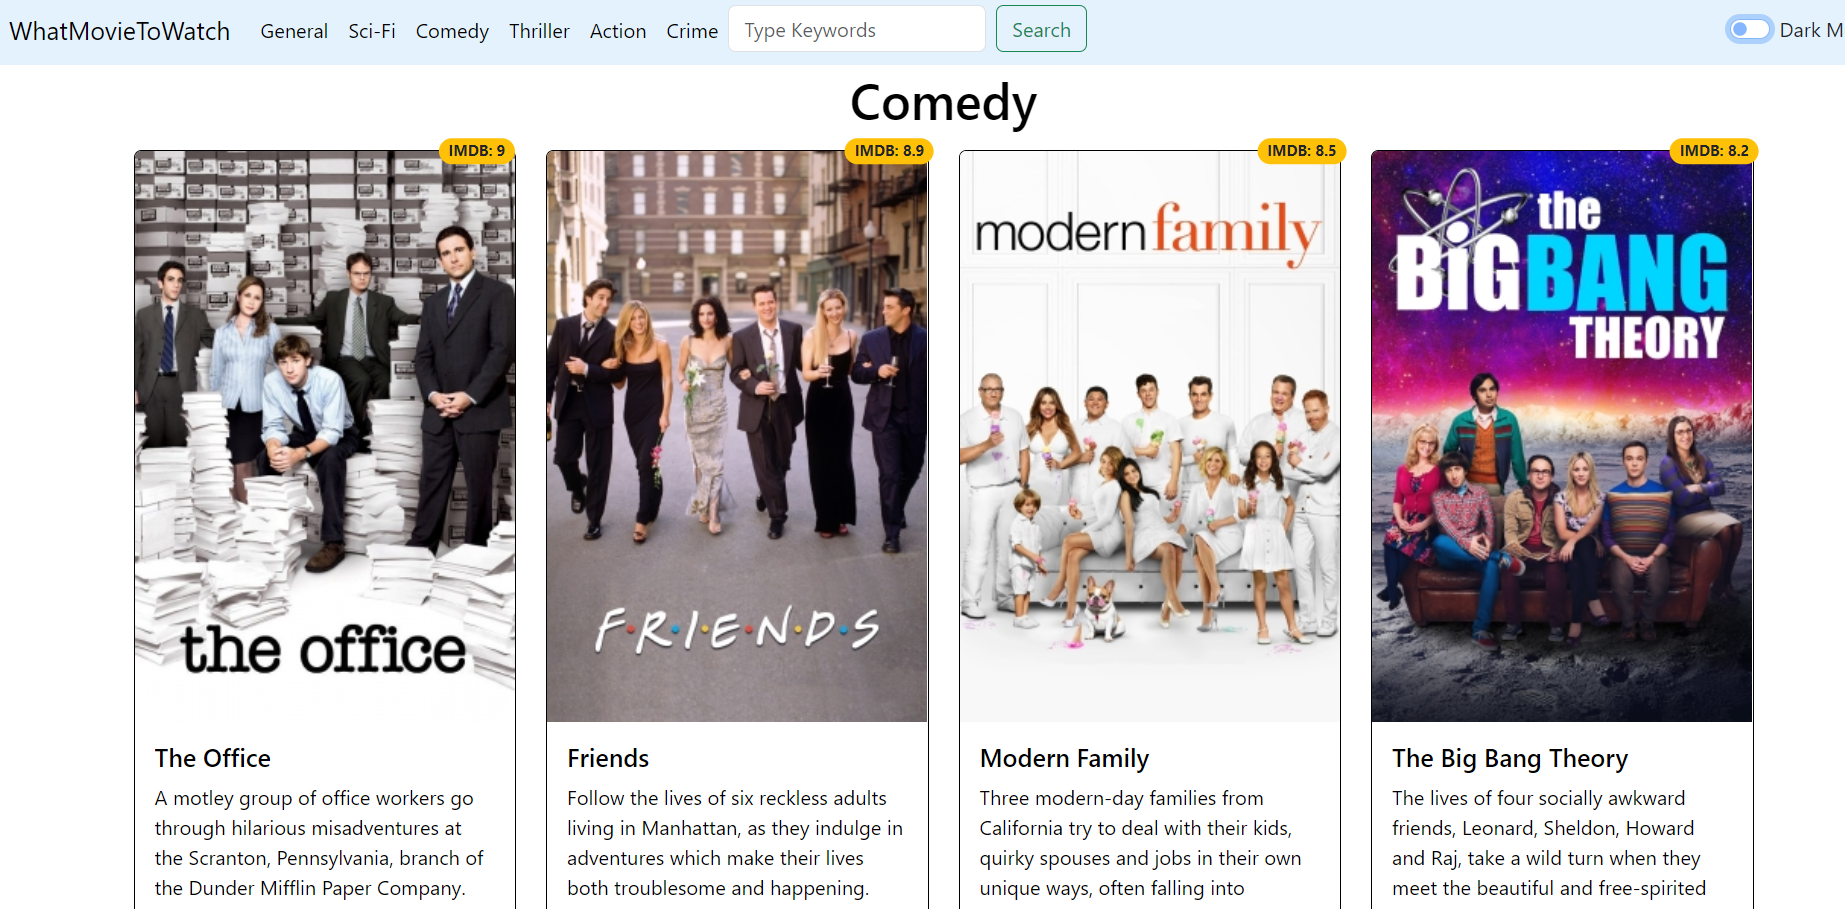 WhatMovieToWatch General Sci-Fi Comedy Thriller Action Crime Type Keywords Search Dark M
Comedy
IMDB: 9
IMDB: 8.9
IMDB: 8.5
IMDB: 8.2
the office
F·R·I·E·N·D·S
modern family
the
BiG BANG
THEORY
The Office
A motley group of office workers go
through hilarious misadventures at
the Scranton, Pennsylvania, branch of
the Dunder Mifflin Paper Company.
Friends
Follow the lives of six reckless adults
living in Manhattan, as they indulge in
adventures which make their lives
both troublesome and happening.
Modern Family
Three modern-day families from
California try to deal with their kids,
quirky spouses and jobs in their own
unique ways, often falling into
The Big Bang Theory
The lives of four socially awkward
friends, Leonard, Sheldon, Howard
and Raj, take a wild turn when they
meet the beautiful and free-spirited